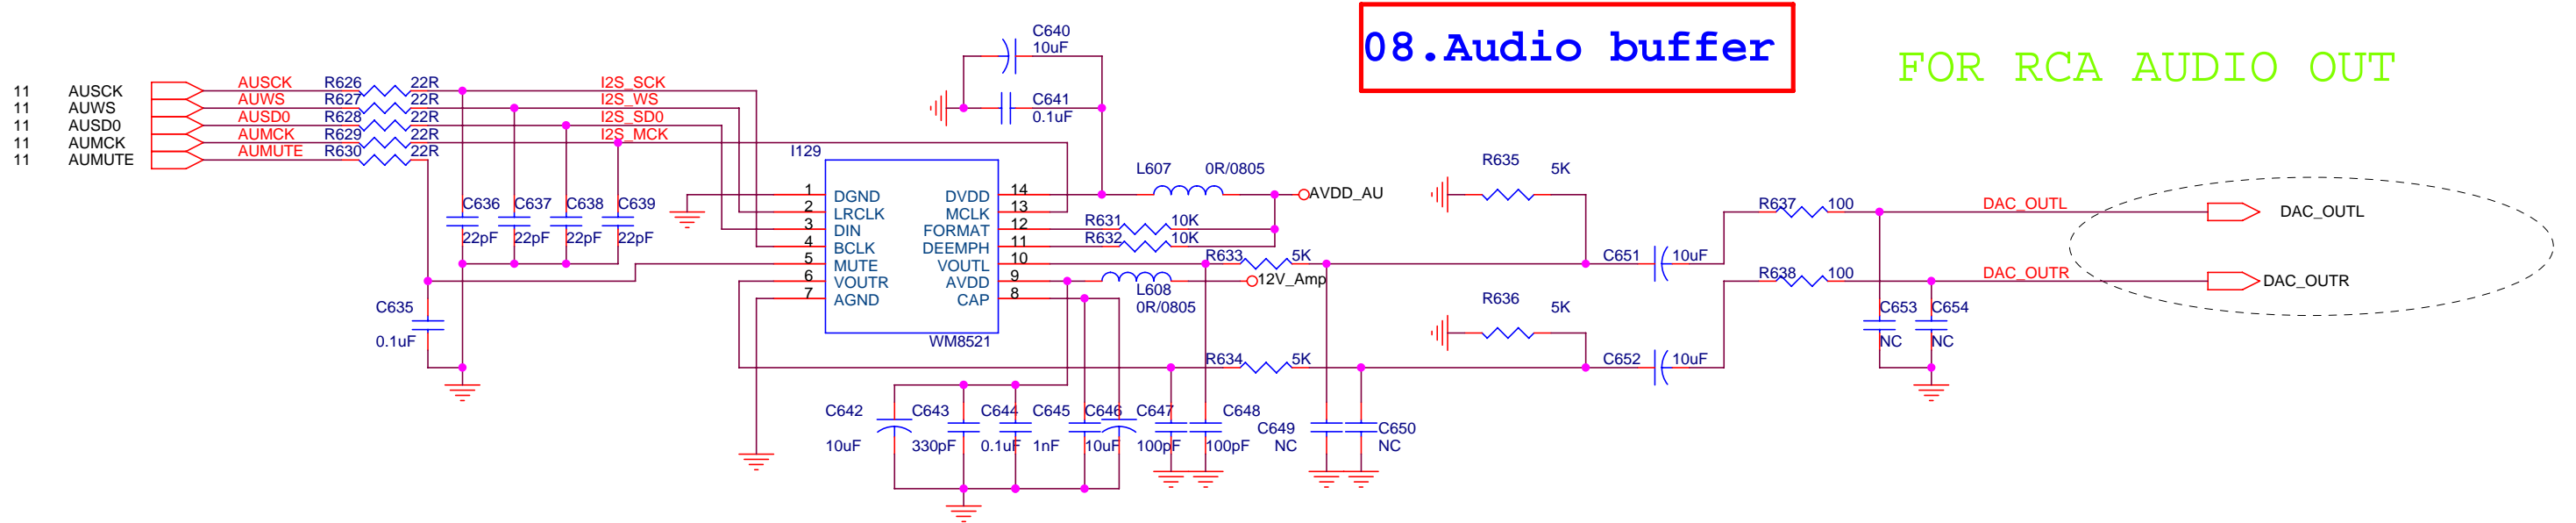 08.Audio buffer
FOR RCA AUDIO OUT
C640
10uF
C641
0.1uF
11 AUSCK AUSCK R626 22R I2S_SCK
11 AUWS AUWS R627 22R I2S_WS
11 AUSD0 AUSD0 R628 22R I2S_SD0
11 AUMCK AUMCK R629 22R I2S_MCK
11 AUMUTE AUMUTE R630 22R
I129
1 DGND DVDD 14
2 LRCLK MCLK 13
3 DIN FORMAT 12
4 BCLK DEEMPH 11
5 MUTE VOUTL 10
6 VOUTR AVDD 9
7 AGND CAP 8
WM8521
C636 C637 C638 C639
22pF 22pF 22pF 22pF
C635
0.1uF
L607 0R/0805
AVDD_AU
R631 10K
R632 10K
R633 5K
12V_Amp
L608
0R/0805
R634 5K
R635 5K
R636 5K
C651 10uF
C652 10uF
R637 100 DAC_OUTL DAC_OUTL
R638 100 DAC_OUTR DAC_OUTR
C653 C654
NC NC
C642 C643 C644 C645 C646 C647 C648
10uF 330pF 0.1uF 1nF 10uF 100pF 100pF
C649 C650
NC NC